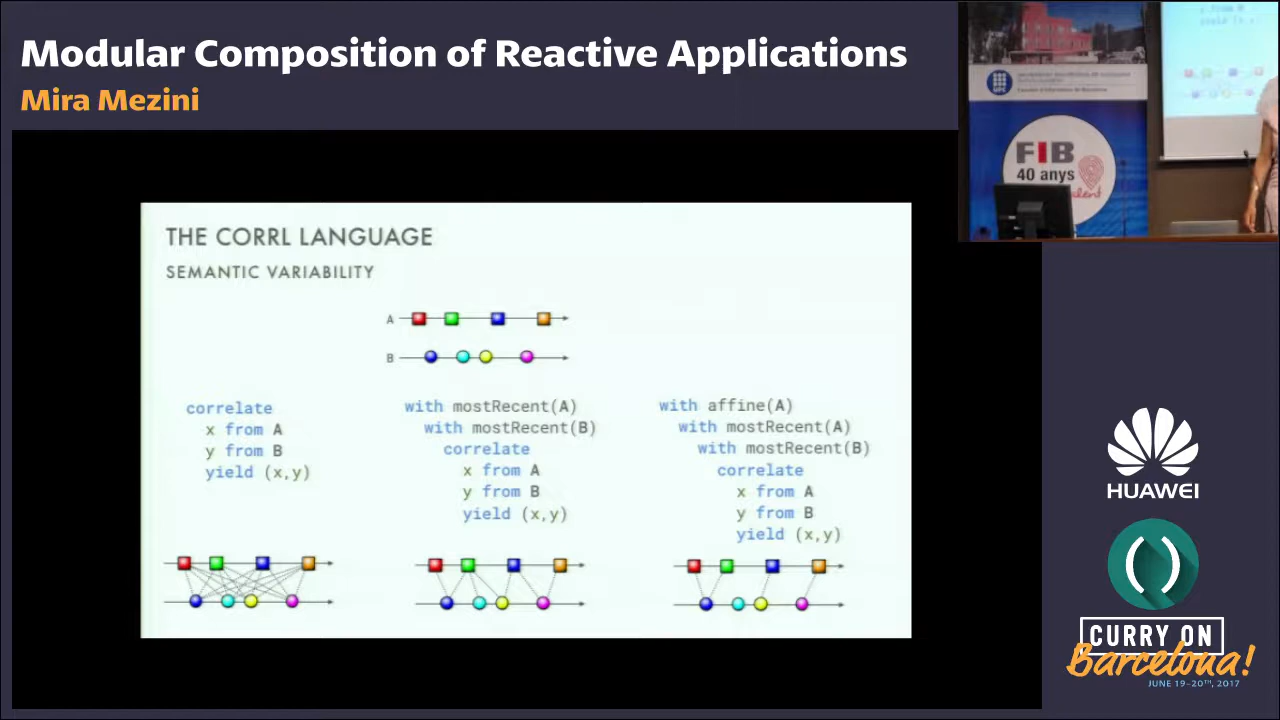 Modular Composition of Reactive Applications
Mira Mezini
THE CORRL LANGUAGE
SEMANTIC VARIABILITY
A
B
correlate
x from A
y from B
yield (x,y)
with mostRecent(A)
with mostRecent(B)
correlate
x from A
y from B
yield (x,y)
with affine(A)
with mostRecent(A)
with mostRecent(B)
correlate
x from A
y from B
yield (x,y)
UPC
FIB
40 anys
y from B
HUAWEI
CURRY ON
Barcelona!
JUNE 19-20TH, 2017